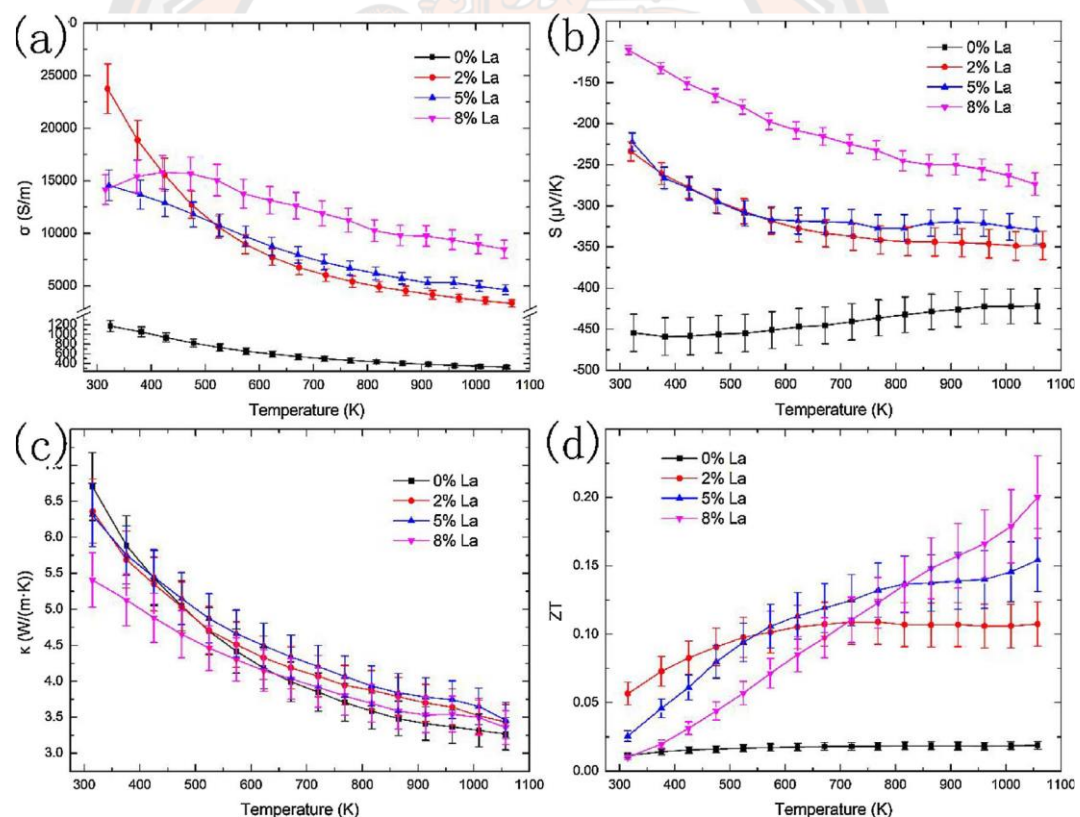 (a)
0
25000
20000
15000
10000
5000
1200
1000
800
600
400
σ (S/m)
0% La
2% La
5% La
8% La
300 400 500 600 700 800 900 1000 1100
Temperature (K)
(b)
-100
-150
-200
-250
-300
-350
-400
-450
-500
S (μV/K)
0% La
2% La
5% La
8% La
300 400 500 600 700 800 900 1000 1100
Temperature (K)
(c)
6.5
6.0
5.5
5.0
4.5
4.0
3.5
3.0
κ (W/(m·K))
0% La
2% La
5% La
8% La
300 400 500 600 700 800 900 1000 1100
Temperature (K)
(d)
0.20
0.15
0.10
0.05
0.00
ZT
0% La
2% La
5% La
8% La
300 400 500 600 700 800 900 1000 1100
Temperature (K)